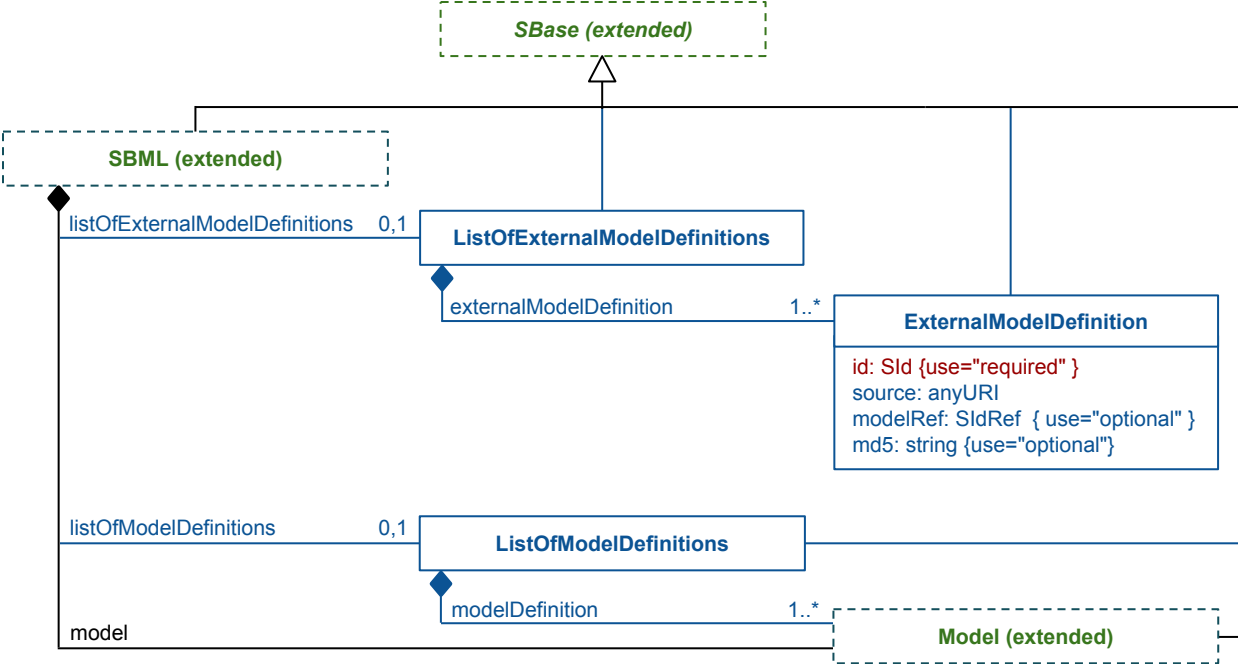 SBase (extended)
SBML (extended)
listOfExternalModelDefinitions 0,1
ListOfExternalModelDefinitions
externalModelDefinition 1..*
ExternalModelDefinition
id: SId {use="required" }
source: anyURI
modelRef: SIdRef { use="optional" }
md5: string {use="optional"}
listOfModelDefinitions 0,1
ListOfModelDefinitions
modelDefinition 1..*
model
Model (extended)